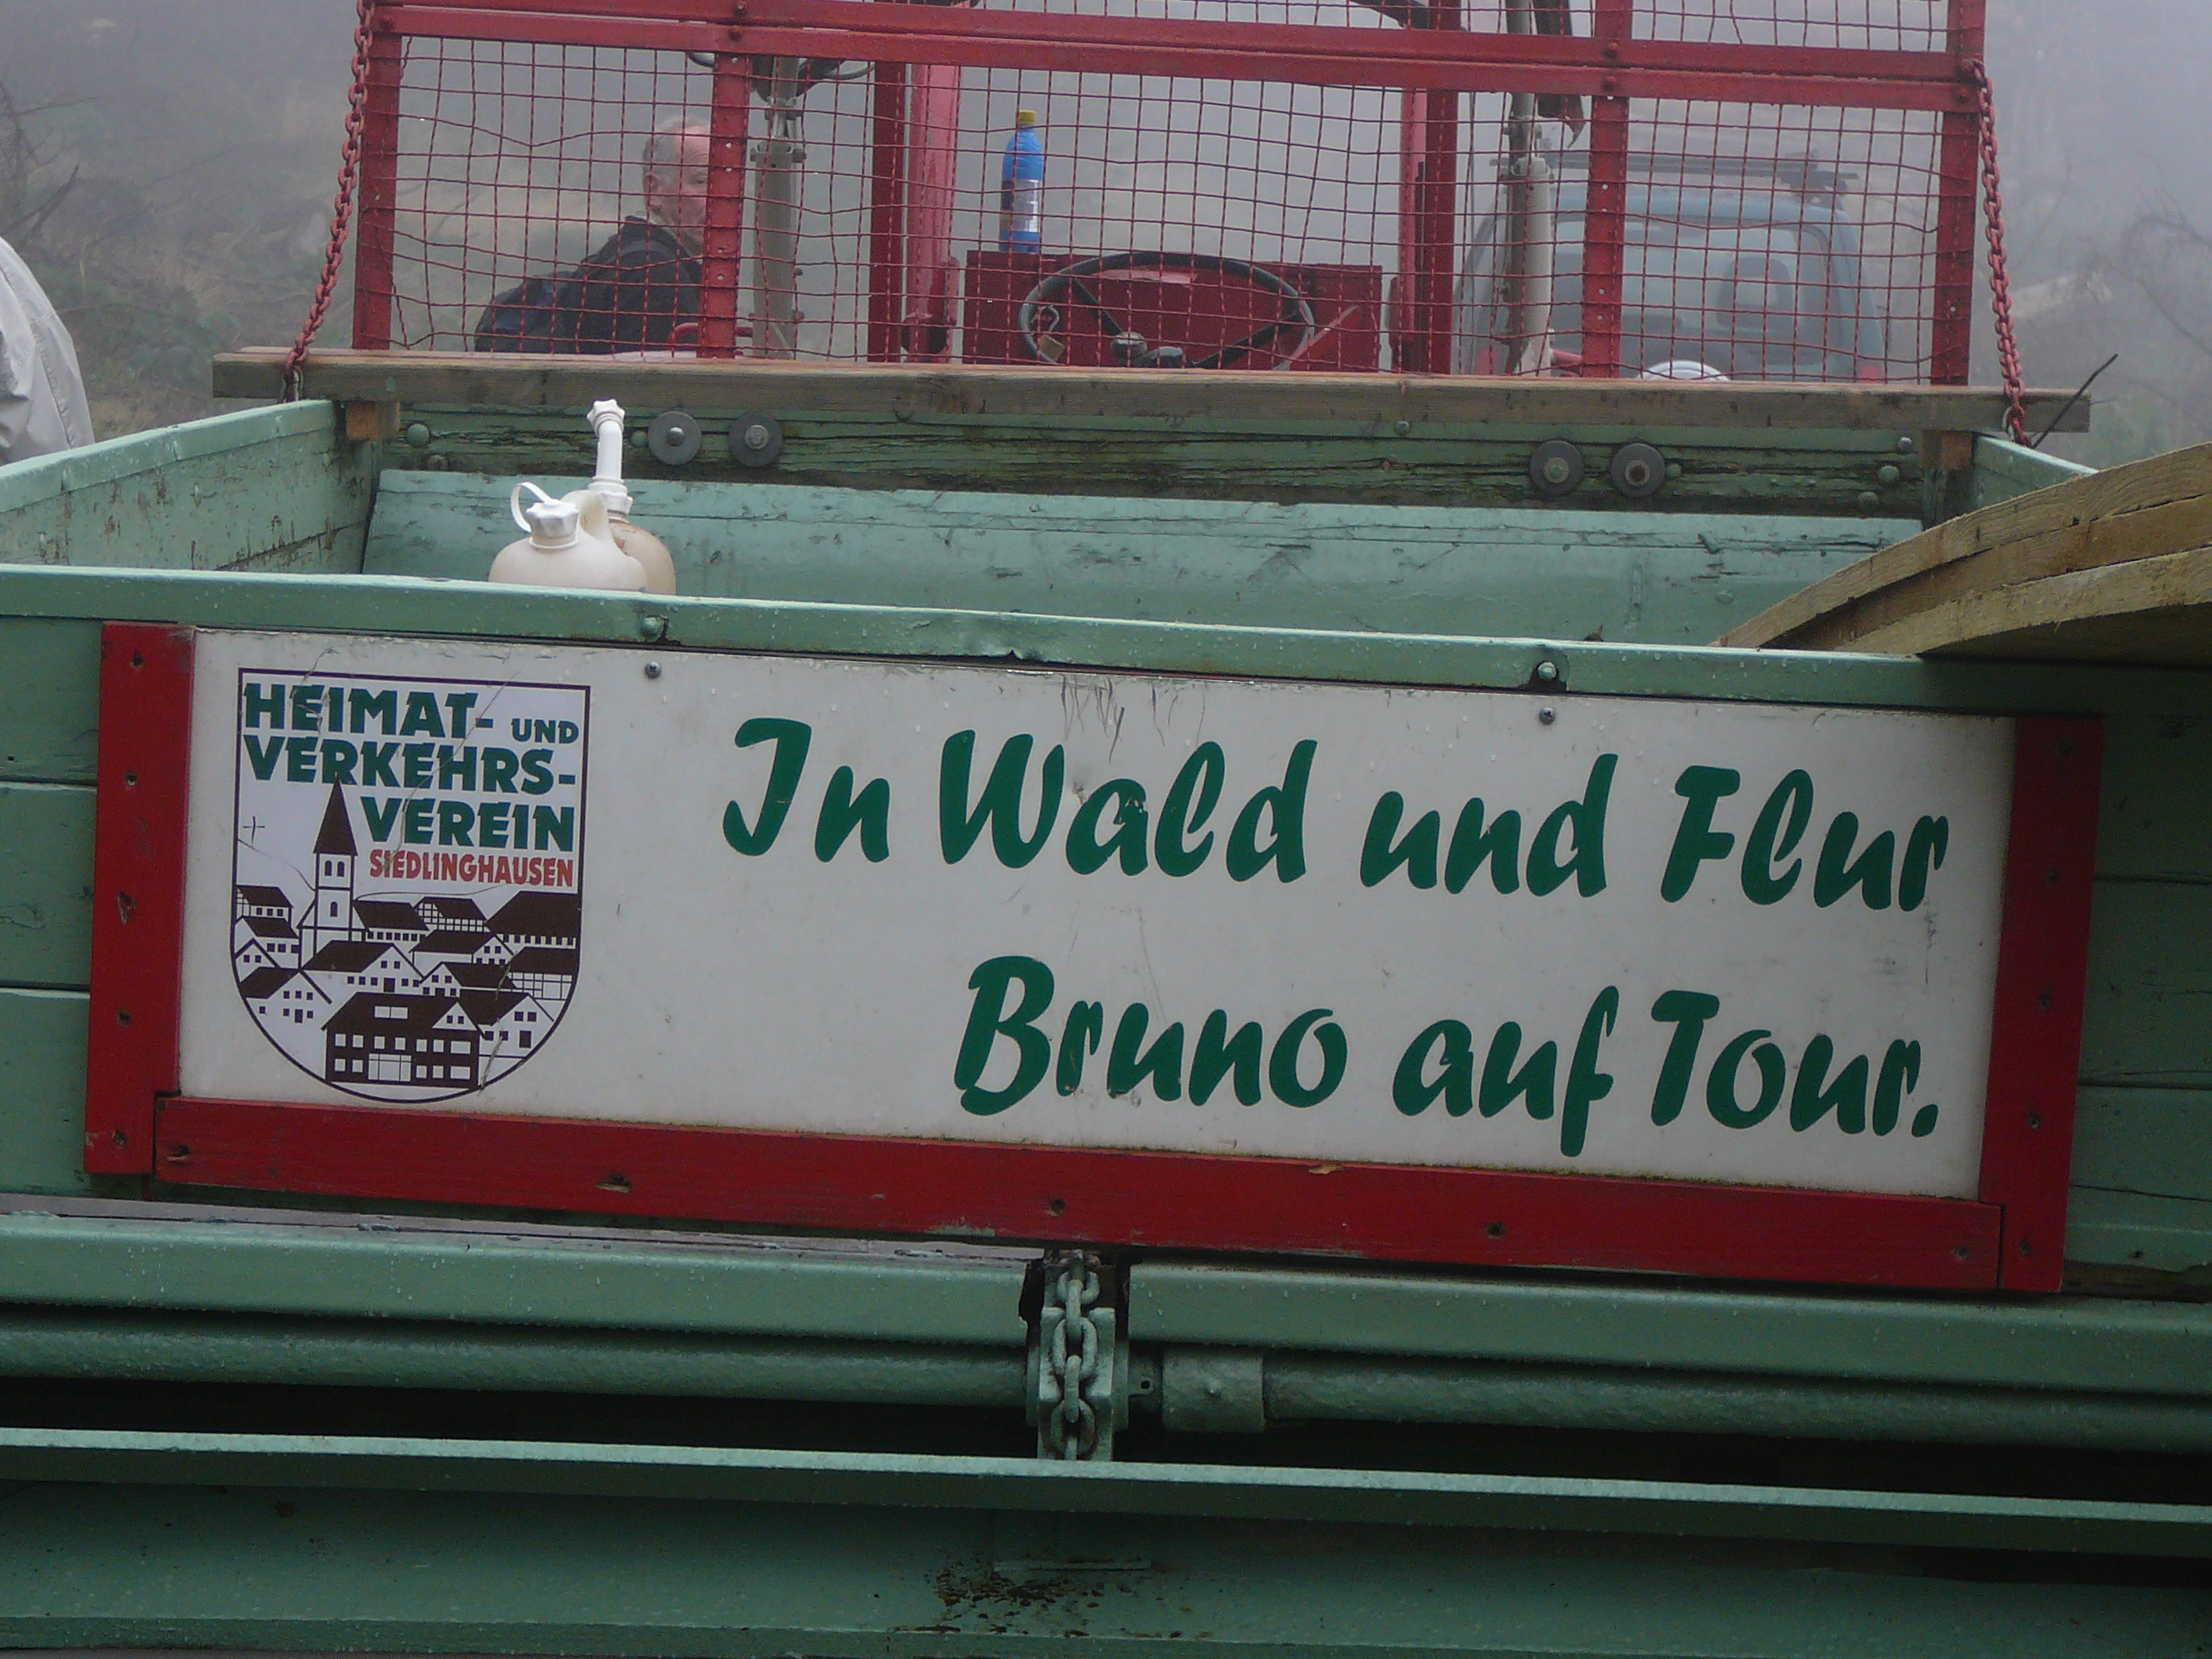 HEIMAT- UND
VERKEHRS-
VEREIN
SIEDLINGHAUSEN
In Wald und Flur
Bruno auf Tour.